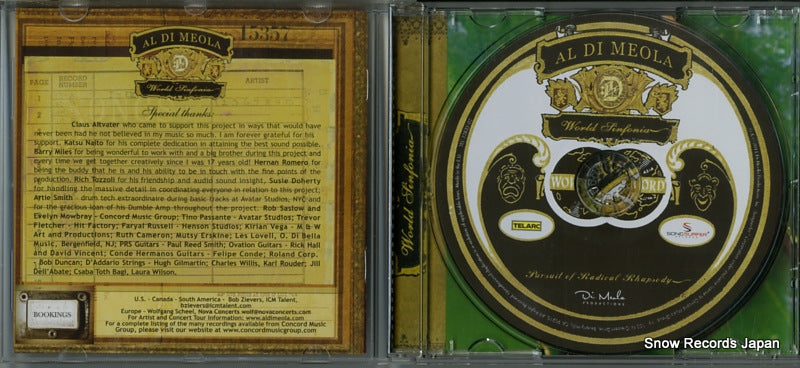 15357
AL DI MEOLA
World Sinfonia
PAGE RECORD NUMBER ARTIST
1
2
Special thanks:
Claus Altvater who came to support this project in ways that would have
never been had he not believed in my music so much. I am forever grateful for his
support. Katsu Naito for his complete dedication in attaining the best sound possible.
Barry Miles for being wonderful to work with and a big brother during this project and
every time we get together creatively since I was 17 years old! Hernan Romero for
being the buddy that he is and his ability to be in touch with the fine points of the
production. Rich Tozzoli for his friendship and audio sound insight, Susie Doherty
for handling the massive detail in coordinating everyone in relation to this project;
Artie Smith - drum tech extraordinaire during basic tracks at Avatar Studios, NYC and
for the gracious loan of his Bumble Amp throughout the project. Rob Saslow and
Evelyn Mowbray - Concord Music Group; Tino Passante - Avatar Studios; Trevor
Fletcher - Hit Factory; Faryal Russell - Henson Studios; Kirian Vega - M & W
Art and Productions; Ruth Cameron; Mutsy Erskine; Les Lovell, O. Di Bella
Music, Bergenfield, NJ; PRS Guitars - Paul Reed Smith; Ovation Guitars - Rick Hall
and David Vincent; Conde Hermanos Guitars - Felipe Conde; Roland Corp.
- Bob Duncan; D'Addario Strings - Hugh Gilmartin; Charles Willis, Karl Rouder; Jill
Dell'Abate; Csaba Toth Bagi, Laura Wilson.
BOOKINGS
U.S. - Canada - South America - Bob Zievers, ICM Talent,
bzievers@icmtalent.com
Europe - Wolfgang Scheel, Nova Concerts wolf@novaconcerts.com
For Artist and Concert Tour information: www.aldimeola.com
For a complete listing of the many recordings available from Concord Music
Group, please visit our website at www.concordmusicgroup.com
World Sinfonia
AL DI MEOLA
World Sinfonia
TELARC
SONGSURFER
Pursuit of Radical Rhapsody
Di Meola
PRODUCTIONS
Snow Records Japan